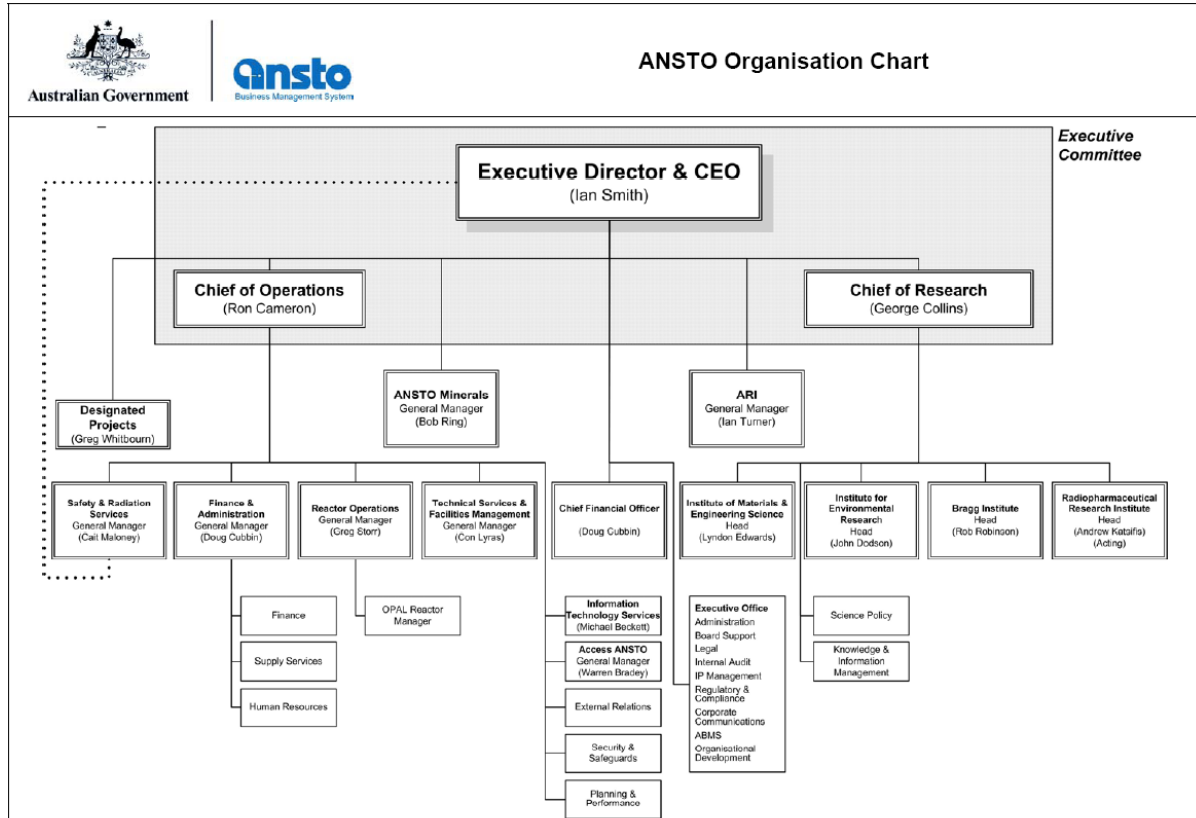 Australian Government
ansto
Business Management System
ANSTO Organisation Chart
Executive
Committee
Executive Director & CEO
(Ian Smith)
Chief of Operations
(Ron Cameron)
Chief of Research
(George Collins)
Designated
Projects
(Greg Whitbourn)
ANSTO Minerals
General Manager
(Bob Ring)
ARI
General Manager
(Ian Turner)
Safety & Radiation
Services
General Manager
(Cait Maloney)
Finance &
Administration
General Manager
(Doug Cubbin)
Reactor Operations
General Manager
(Greg Storr)
Technical Services &
Facilities Management
General Manager
(Con Lyras)
Chief Financial Officer
(Doug Cubbin)
Institute of Materials &
Engineering Science
Head
(Lyndon Edwards)
Institute for
Environmental
Research
Head
(John Dodson)
Bragg Institute
Head
(Rob Robinson)
Radiopharmaceutical
Research Institute
Head
(Andrew Katsifis)
(Acting)
Finance
Supply Services
Human Resources
OPAL Reactor
Manager
Information
Technology Services
(Michael Beckett)
Access ANSTO
General Manager
(Warren Bradey)
External Relations
Security &
Safeguards
Planning &
Performance
Executive Office
Administration
Board Support
Legal
Internal Audit
IP Management
Regulatory &
Compliance
Corporate
Communications
ABMS
Organisational
Development
Science Policy
Knowledge &
Information
Management